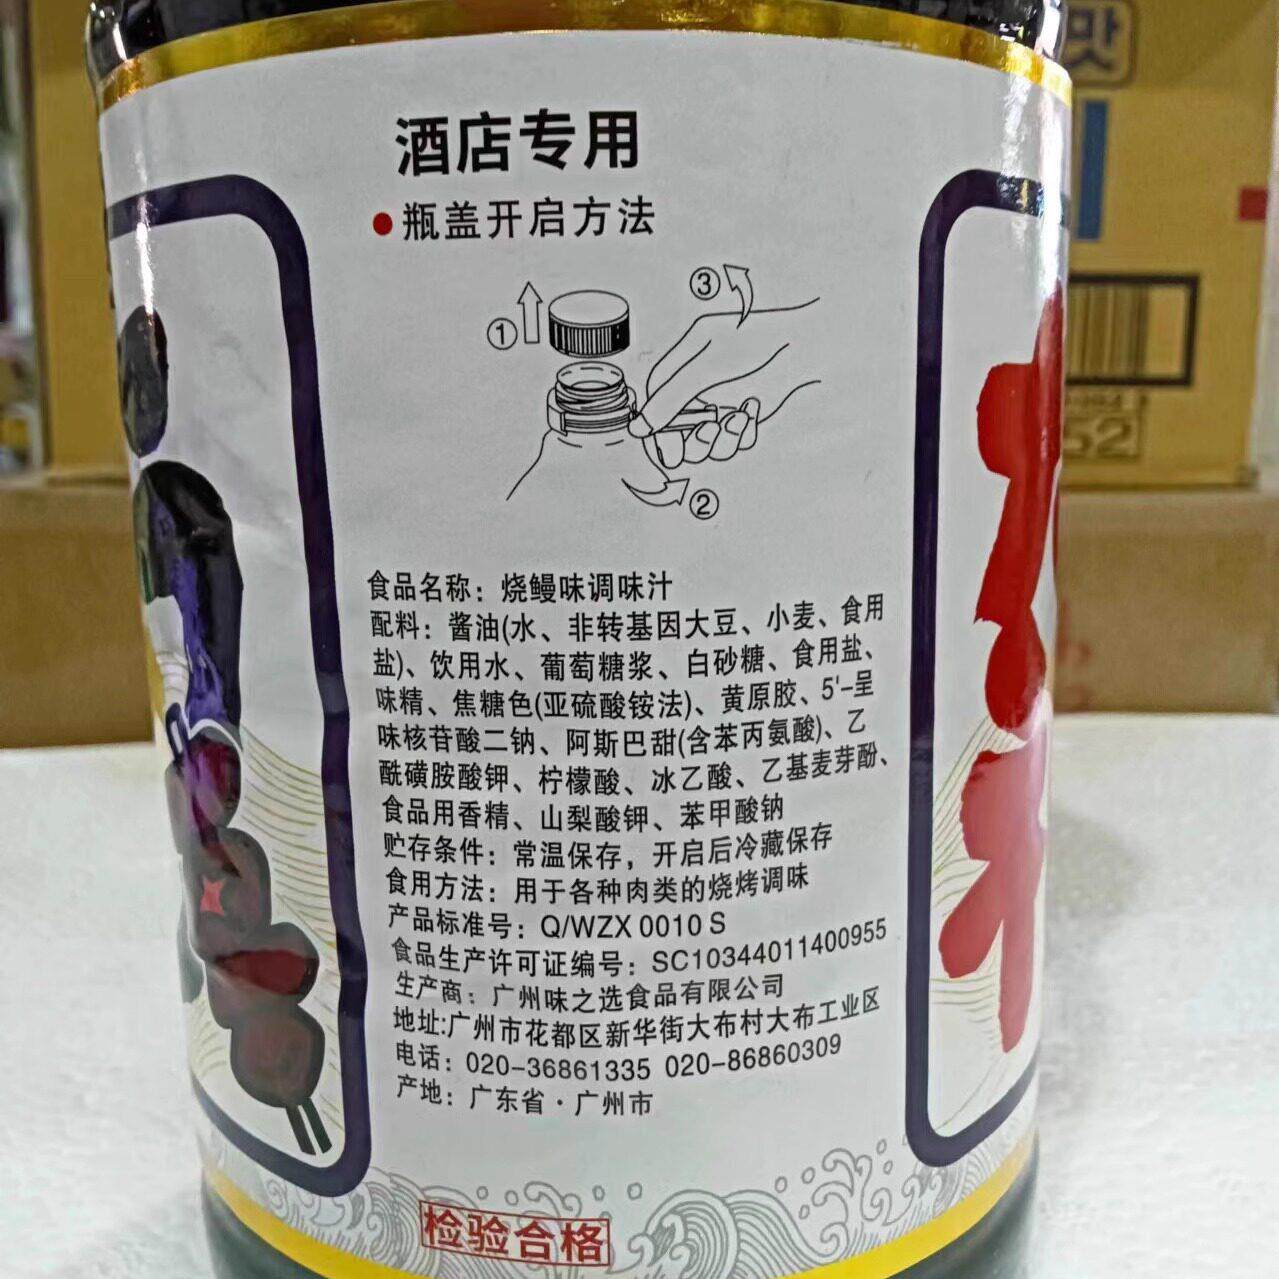 酒店专用
●瓶盖开启方法
①
③
②
食品名称：烧鳗味调味汁
配料：酱油(水、非转基因大豆、小麦、食用
盐)、饮用水、葡萄糖浆、白砂糖、食用盐、
味精、焦糖色(亚硫酸铵法)、黄原胶、5'-呈
味核苷酸二钠、阿斯巴甜(含苯丙氨酸)、乙
酰磺胺酸钾、柠檬酸、冰乙酸、乙基麦芽酚、
食品用香精、山梨酸钾、苯甲酸钠
贮存条件：常温保存，开启后冷藏保存
食用方法：用于各种肉类的烧烤调味
产品标准号：Q/WZX 0010 S
食品生产许可证编号：SC10344011400955
生产商：广州味之选食品有限公司
地址:广州市花都区新华街大布村大布工业区
电话：020-36861335 020-86860309
产地：广东省·广州市
检验合格